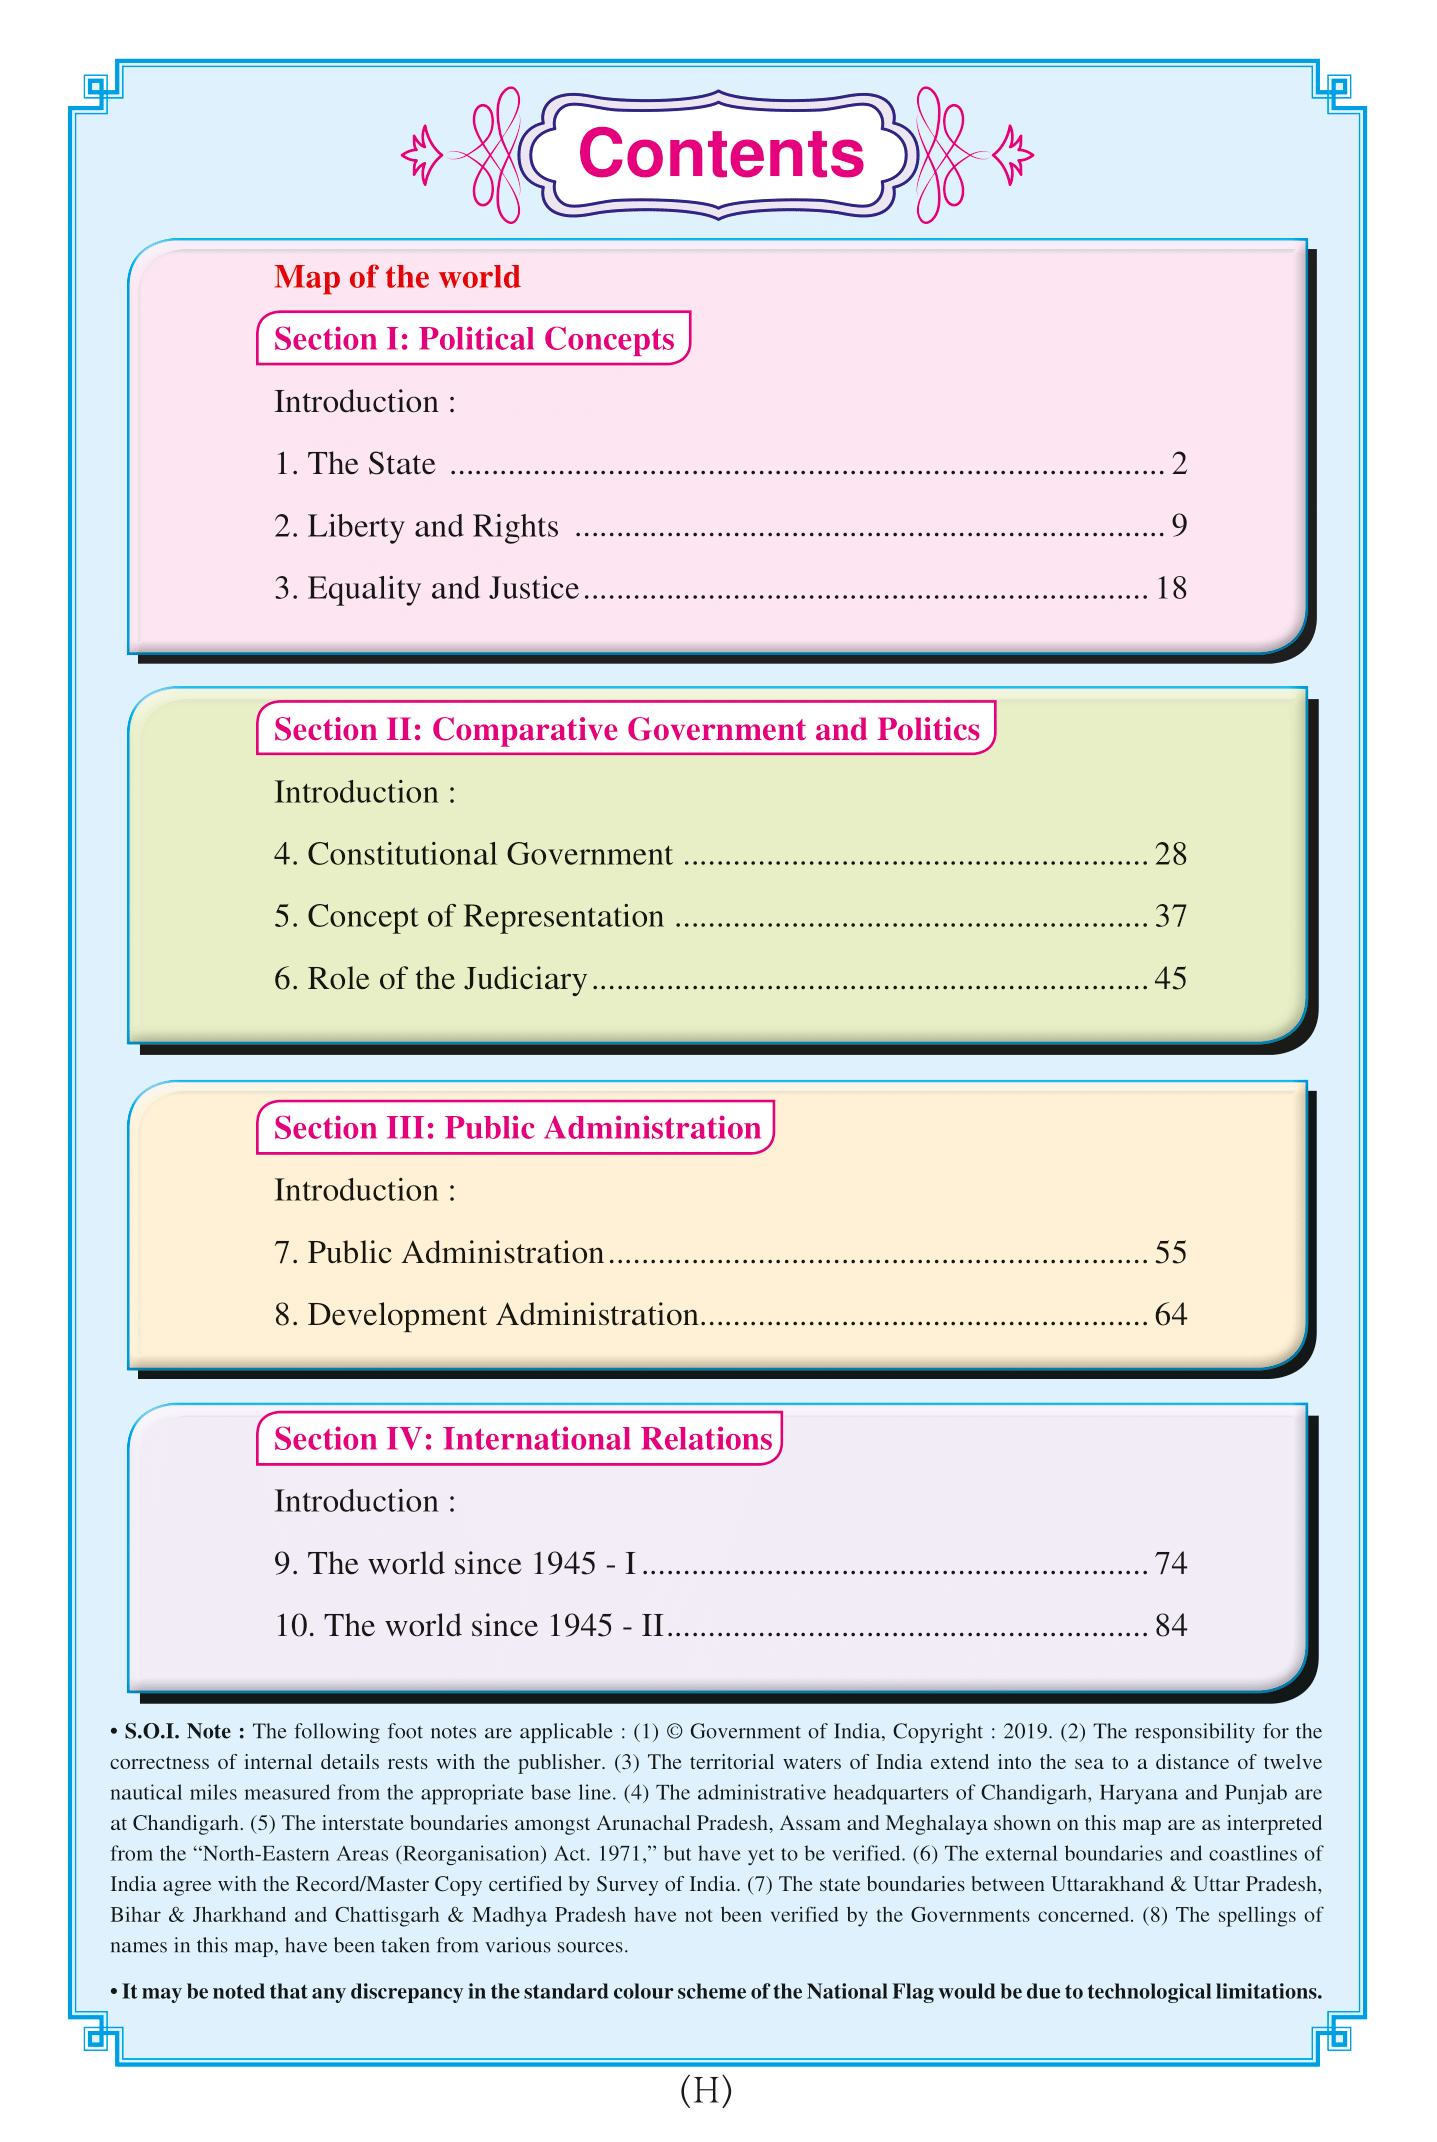 Contents
Map of the world
Section I: Political Concepts
Introduction :
1. The State ...................................................................................... 2
2. Liberty and Rights ....................................................................... 9
3. Equality and Justice.................................................................... 18
Section II: Comparative Government and Politics
Introduction :
4. Constitutional Government ........................................................ 28
5. Concept of Representation ......................................................... 37
6. Role of the Judiciary................................................................... 45
Section III: Public Administration
Introduction :
7. Public Administration................................................................. 55
8. Development Administration...................................................... 64
Section IV: International Relations
Introduction :
9. The world since 1945 - I............................................................. 74
10. The world since 1945 - II.......................................................... 84
• S.O.I. Note : The following foot notes are applicable : (1) © Government of India, Copyright : 2019. (2) The responsibility for the
correctness of internal details rests with the publisher. (3) The territorial waters of India extend into the sea to a distance of twelve
nautical miles measured from the appropriate base line. (4) The administrative headquarters of Chandigarh, Haryana and Punjab are
at Chandigarh. (5) The interstate boundaries amongst Arunachal Pradesh, Assam and Meghalaya shown on this map are as interpreted
from the “North-Eastern Areas (Reorganisation) Act. 1971,” but have yet to be verified. (6) The external boundaries and coastlines of
India agree with the Record/Master Copy certified by Survey of India. (7) The state boundaries between Uttarakhand & Uttar Pradesh,
Bihar & Jharkhand and Chattisgarh & Madhya Pradesh have not been verified by the Governments concerned. (8) The spellings of
names in this map, have been taken from various sources.
• It may be noted that any discrepancy in the standard colour scheme of the National Flag would be due to technological limitations.
(H)